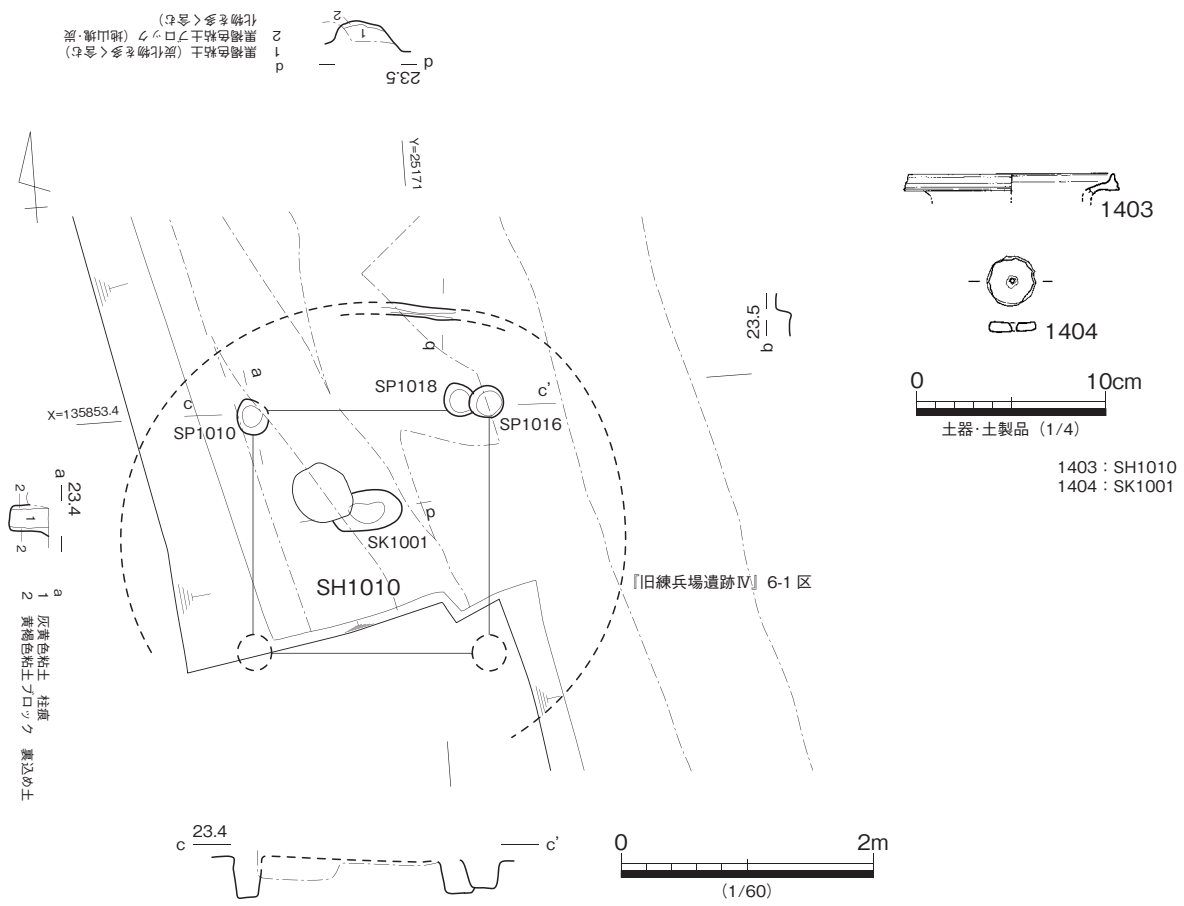 d
1 黒褐色粘土 (炭化物を多く含む)
2 黒褐色粘土ブロック (地山塊・炭
化物を多く含む)
1
2
23.5
d
Y=25171
X=135853.4
a
b
c
c'
SP1010
SP1018
SP1016
d
SK1001
SH1010
23.5
b
『旧練兵場遺跡Ⅳ』6-1 区
a
23.4
2
1
2
a
1 灰黄色粘土 柱痕
2 黄褐色粘土ブロック 裏込め土
c
23.4
c'
0
2m
(1/60)
1403
1404
0
10cm
土器・土製品 (1/4)
1403：SH1010
1404：SK1001